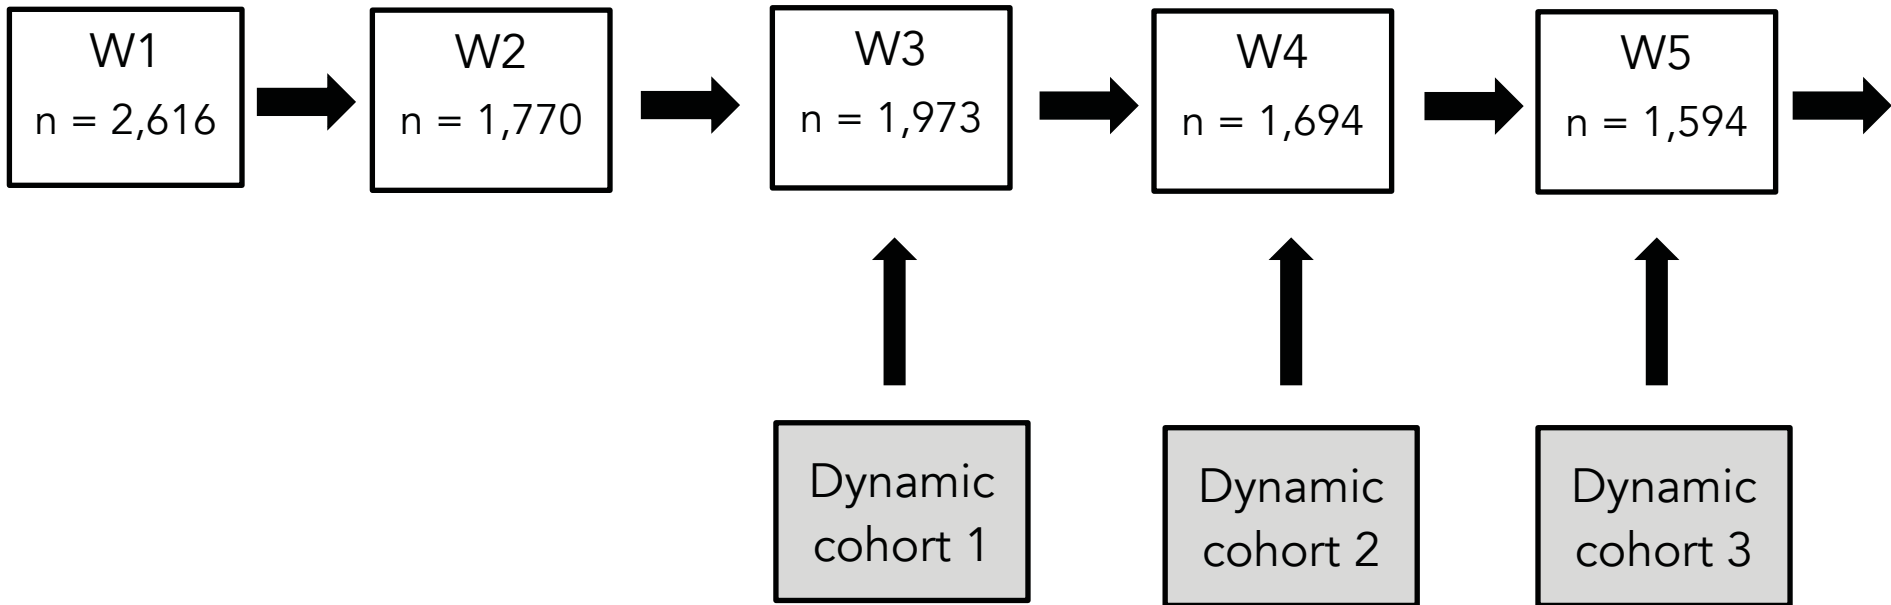 W1
n = 2,616
W2
n = 1,770
W3
n = 1,973
W4
n = 1,694
W5
n = 1,594
Dynamic
cohort 1
Dynamic
cohort 2
Dynamic
cohort 3